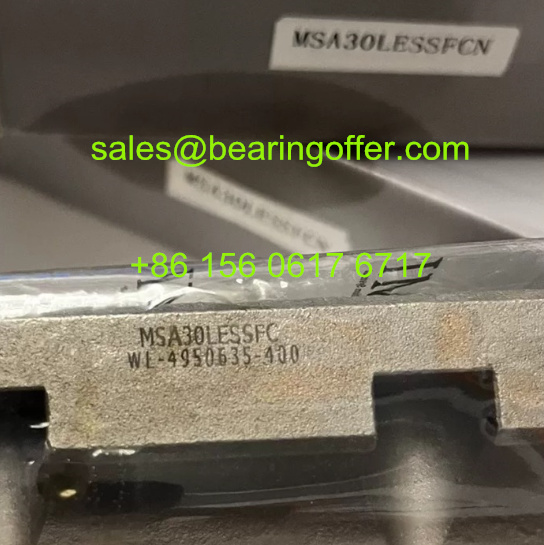 MSA30LESSFCN
sales@bearingoffer.com
+86 156 0617 6717
MSA30LESSFC
WL-4950635-400